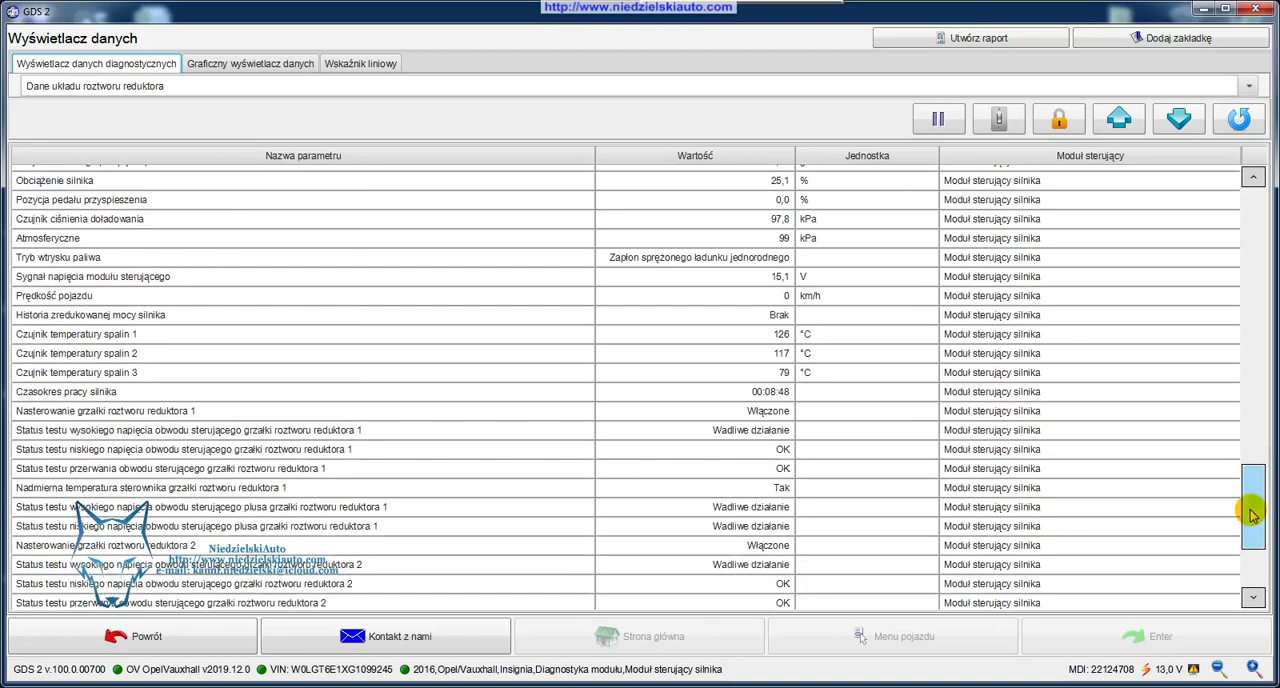 GDS 2
http://www.niedzielskiauto.com
Wyświetlacz danych
Utwórz raport
Dodaj zakładkę
Wyświetlacz danych diagnostycznych
Graficzny wyświetlacz danych
Wskaźnik liniowy
Dane układu roztworu reduktora
Nazwa parametru Wartość Jednostka Moduł sterujący
Obciążenie silnika 25,1 % Moduł sterujący silnika
Pozycja pedału przyspieszenia 0,0 % Moduł sterujący silnika
Czujnik ciśnienia doładowania 97,8 kPa Moduł sterujący silnika
Atmosferyczne 99 kPa Moduł sterujący silnika
Tryb wtrysku paliwa Zapłon sprężonego ładunku jednorodnego Moduł sterujący silnika
Sygnał napięcia modułu sterującego 15,1 V Moduł sterujący silnika
Prędkość pojazdu 0 km/h Moduł sterujący silnika
Historia zredukowanej mocy silnika Brak Moduł sterujący silnika
Czujnik temperatury spalin 1 126 °C Moduł sterujący silnika
Czujnik temperatury spalin 2 117 °C Moduł sterujący silnika
Czujnik temperatury spalin 3 79 °C Moduł sterujący silnika
Czasokres pracy silnika 00:08:48 Moduł sterujący silnika
Nasterowanie grzałki roztworu reduktora 1 Włączone Moduł sterujący silnika
Status testu wysokiego napięcia obwodu sterującego grzałki roztworu reduktora 1 Wadliwe działanie Moduł sterujący silnika
Status testu niskiego napięcia obwodu sterującego grzałki roztworu reduktora 1 OK Moduł sterujący silnika
Status testu przerwania obwodu sterującego grzałki roztworu reduktora 1 OK Moduł sterujący silnika
Nadmierna temperatura sterownika grzałki roztworu reduktora 1 Tak Moduł sterujący silnika
Status testu wysokiego napięcia obwodu sterującego plusa grzałki roztworu reduktora 1 Wadliwe działanie Moduł sterujący silnika
Status testu niskiego napięcia obwodu sterującego plusa grzałki roztworu reduktora 1 Wadliwe działanie Moduł sterujący silnika
Nasterowanie grzałki roztworu reduktora 2 Włączone Moduł sterujący silnika
Status testu wysokiego napięcia obwodu sterującego grzałki roztworu reduktora 2 Wadliwe działanie Moduł sterujący silnika
Status testu niskiego napięcia obwodu sterującego grzałki roztworu reduktora 2 OK Moduł sterujący silnika
Status testu przerwania obwodu sterującego grzałki roztworu reduktora 2 OK Moduł sterujący silnika
NiedzielskiAuto
http://www.niedzielskiauto.com
e-mail: kamil.niedzielski@icloud.com
Powrót
Kontakt z nami
Strona główna
Menu pojazdu
Enter
GDS 2 v.100.0.00700 OV OpelVauxhall v2019.12.0 VIN: W0LGT6E1XG1099245 2016,Opel/Vauxhall,Insignia,Diagnostyka modułu,Moduł sterujący silnika MDI: 22124708 13,0 V